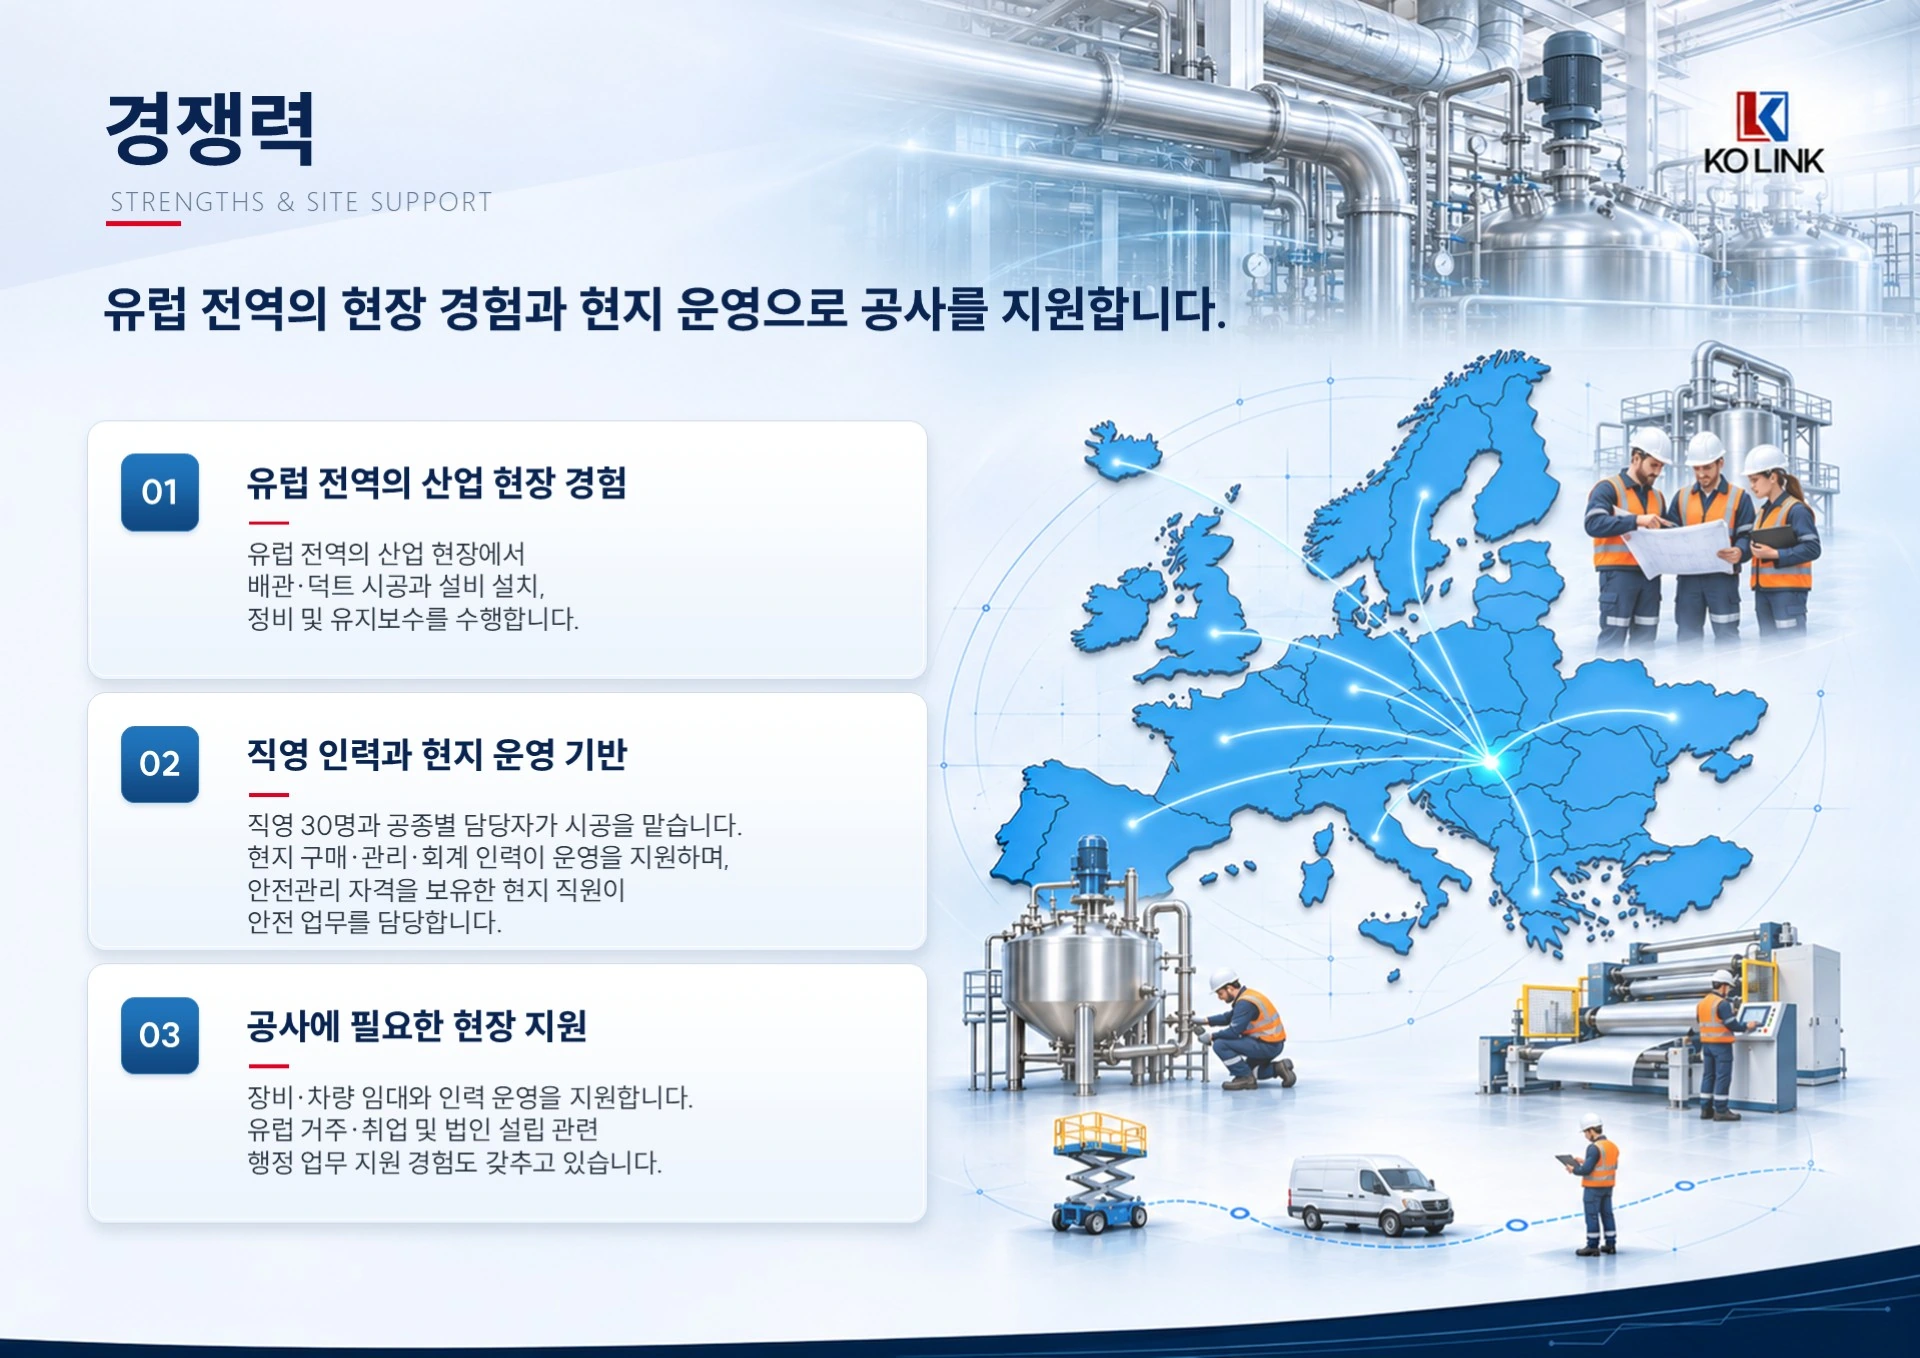 경쟁력
STRENGTHS & SITE SUPPORT
KO LINK
유럽 전역의 현장 경험과 현지 운영으로 공사를 지원합니다.
01
유럽 전역의 산업 현장 경험
유럽 전역의 산업 현장에서
배관·덕트 시공과 설비 설치,
정비 및 유지보수를 수행합니다.
02
직영 인력과 현지 운영 기반
직영 30명과 공종별 담당자가 시공을 맡습니다.
현지 구매·관리·회계 인력이 운영을 지원하며,
안전관리 자격을 보유한 현지 직원이
안전 업무를 담당합니다.
03
공사에 필요한 현장 지원
장비·차량 임대와 인력 운영을 지원합니다.
유럽 거주·취업 및 법인 설립 관련
행정 업무 지원 경험도 갖추고 있습니다.